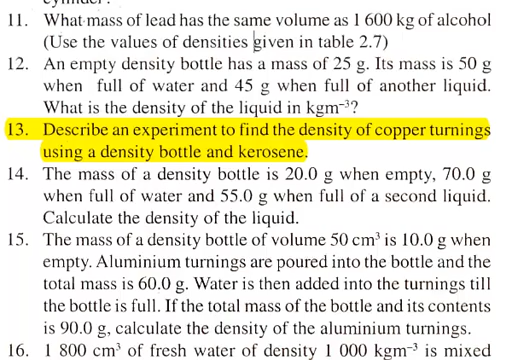 11. What mass of lead has the same volume as 1 600 kg of alcohol
(Use the values of densities given in table 2.7)
12. An empty density bottle has a mass of 25 g. Its mass is 50 g
when full of water and 45 g when full of another liquid.
What is the density of the liquid in kgm⁻³?
13. Describe an experiment to find the density of copper turnings
using a density bottle and kerosene.
14. The mass of a density bottle is 20.0 g when empty, 70.0 g
when full of water and 55.0 g when full of a second liquid.
Calculate the density of the liquid.
15. The mass of a density bottle of volume 50 cm³ is 10.0 g when
empty. Aluminium turnings are poured into the bottle and the
total mass is 60.0 g. Water is then added into the turnings till
the bottle is full. If the total mass of the bottle and its contents
is 90.0 g, calculate the density of the aluminium turnings.
16. 1 800 cm³ of fresh water of density 1 000 kgm⁻³ is mixed